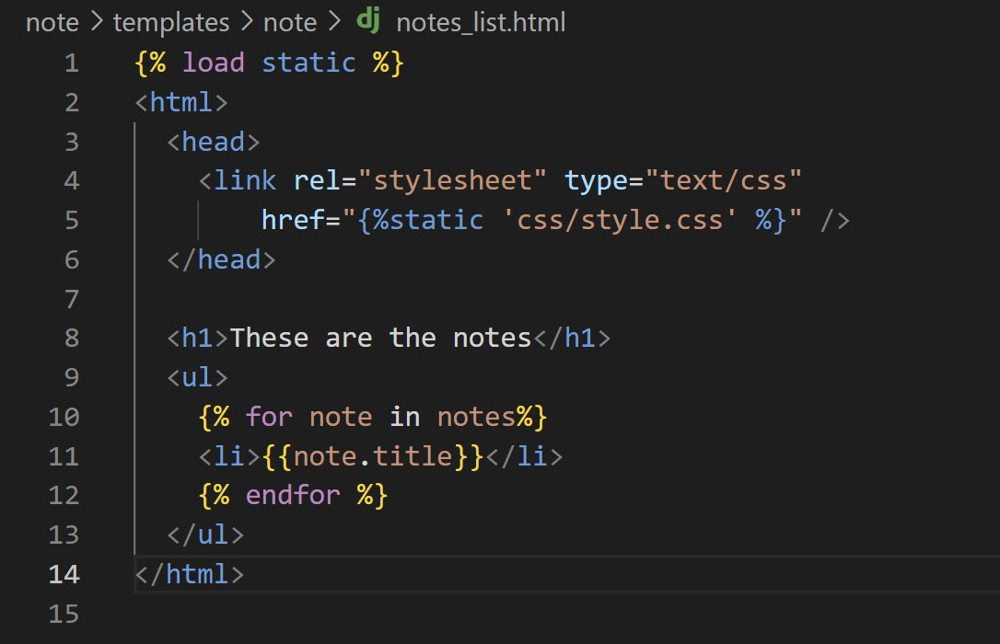 note > templates > note > dj notes_list.html
1 {% load static %}
2 <html>
3   <head>
4     <link rel="stylesheet" type="text/css"
5         href="{%static 'css/style.css' %}" />
6   </head>
7
8   <h1>These are the notes</h1>
9   <ul>
10     {% for note in notes%}
11     <li>{{note.title}}</li>
12     {% endfor %}
13   </ul>
14 </html>
15